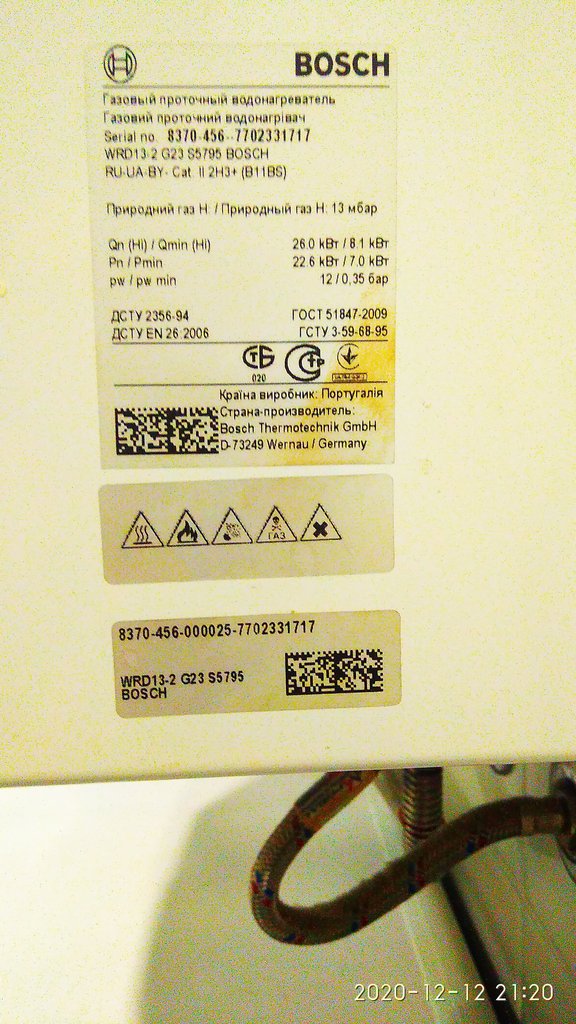 BOSCH
Газовый проточный водонагреватель
Газовий проточний водонагрівач
Serial no. 8370-456--7702331717
WRD13-2 G23 S5795 BOSCH
RU-UA-BY- Cat. II 2H3+ (B11BS)
Природний газ Н: / Природный газ Н: 13 мбар
Qn (Hi) / Qmin (Hi) 26.0 кВт / 8.1 кВт
Pn / Pmin 22.6 кВт / 7.0 кВт
pw / pw min 12 / 0,35 бар
ДСТУ 2356-94 ГОСТ 51847-2009
ДСТУ EN 26:2006 ГСТУ 3-59-68-95
020
Країна виробник: Португалія
Страна-производитель:
Bosch Thermotechnik GmbH
D-73249 Wernau / Germany
ГАЗ
8370-456-000025-7702331717
WRD13-2 G23 S5795
BOSCH
2020-12-12 21:20